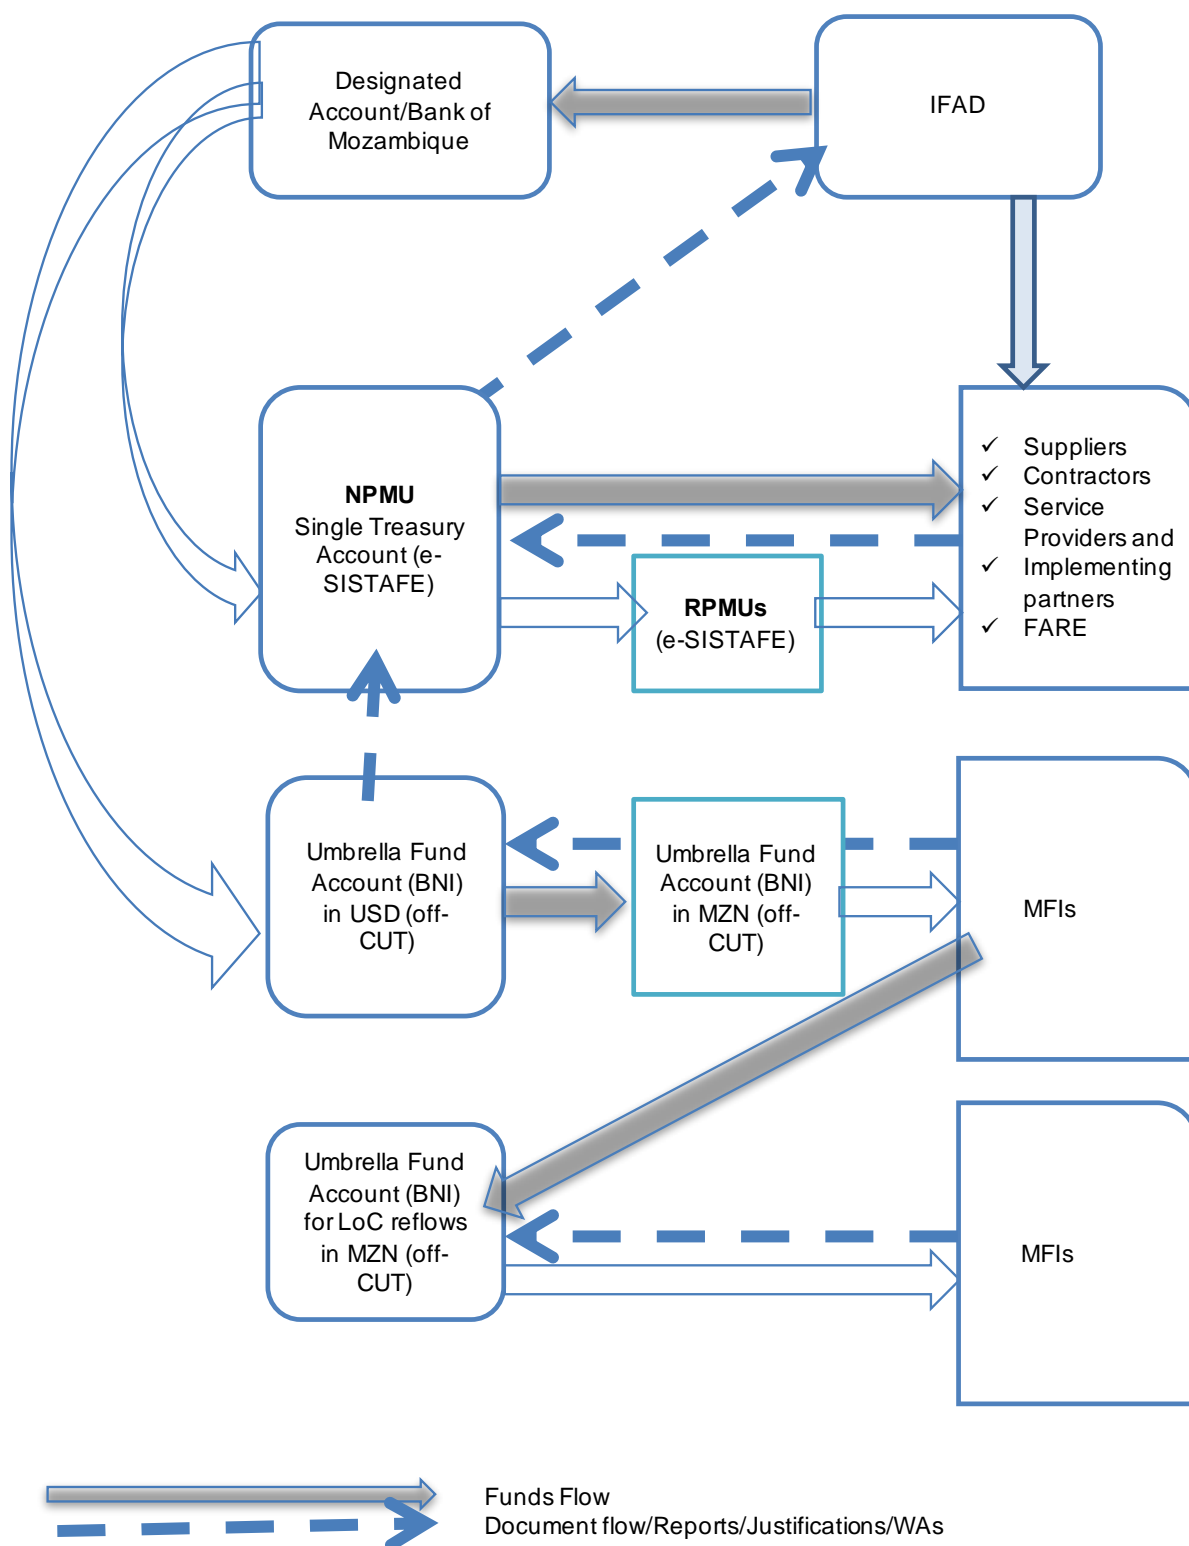 Designated
Account/Bank of
Mozambique
IFAD
NPMU
Single Treasury
Account (e-
SISTAFE)
RPMUs
(e-SISTAFE)
✓ Suppliers
✓ Contractors
✓ Service
Providers and
✓ Implementing
partners
✓ FARE
Umbrella Fund
Account (BNI)
in USD (off-
CUT)
Umbrella Fund
Account (BNI)
in MZN (off-
CUT)
MFIs
Umbrella Fund
Account (BNI)
for LoC reflows
in MZN (off-
CUT)
MFIs
Funds Flow
Document flow/Reports/Justifications/WAs